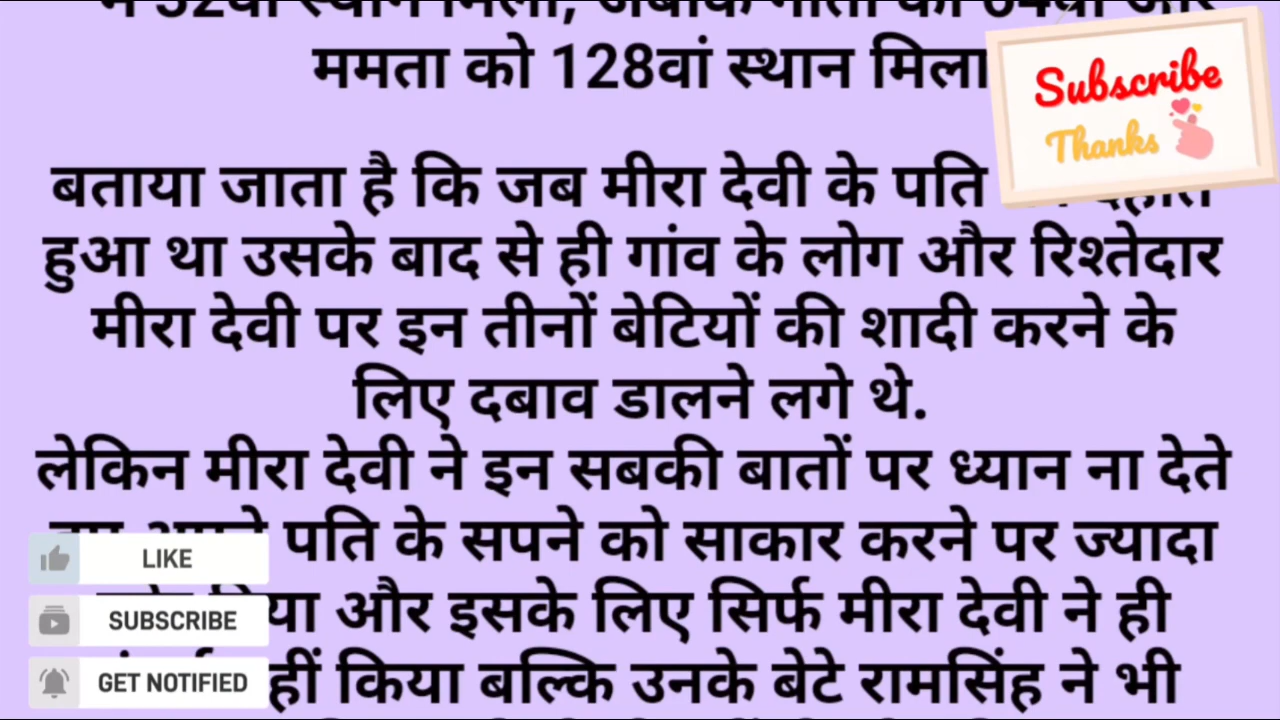 ममता को 128वां स्थान मिला
Subscribe
Thanks
बताया जाता है कि जब मीरा देवी के पति
हुआ था उसके बाद से ही गांव के लोग और रिश्तेदार
मीरा देवी पर इन तीनों बेटियों की शादी करने के
लिए दबाव डालने लगे थे.
लेकिन मीरा देवी ने इन सबकी बातों पर ध्यान ना देते
पति के सपने को साकार करने पर ज्यादा
LIKE
और इसके लिए सिर्फ मीरा देवी ने ही
SUBSCRIBE
किया बल्कि उनके बेटे रामसिंह ने भी
GET NOTIFIED